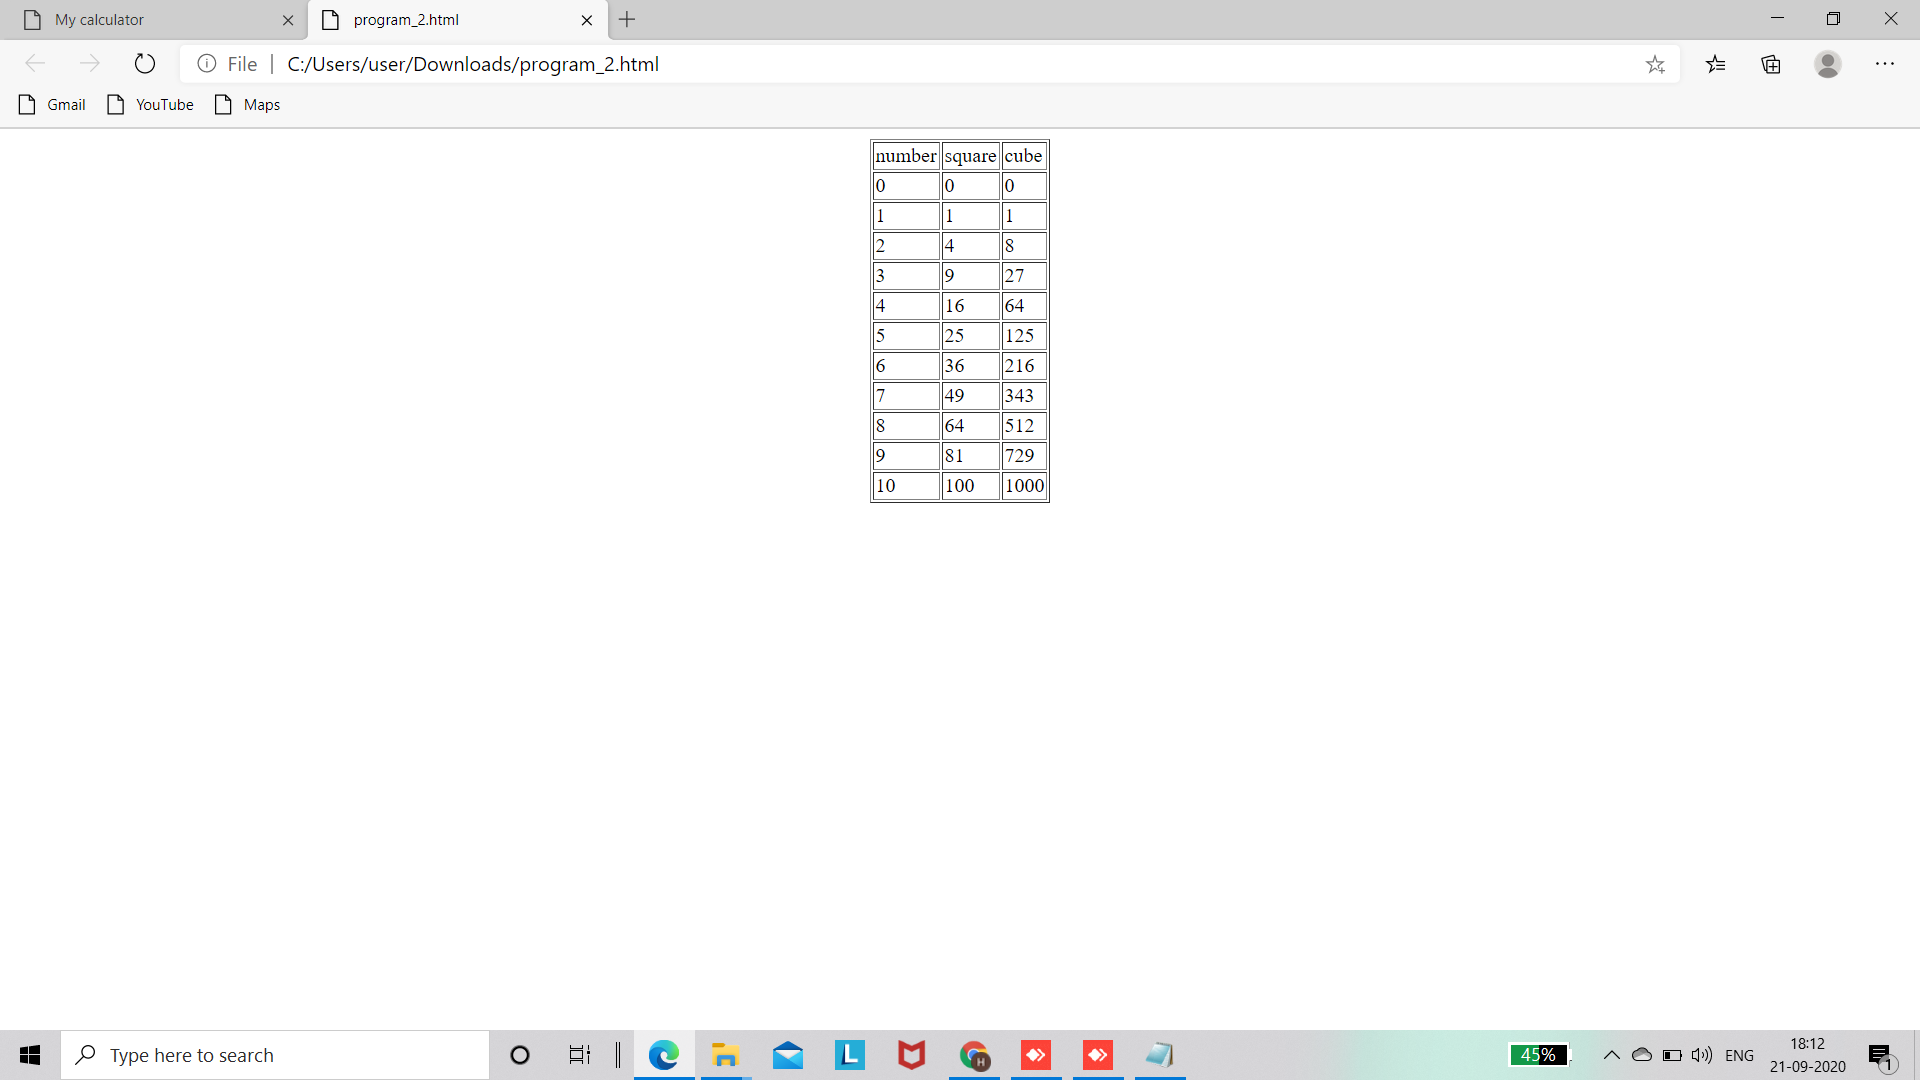 My calculator
program_2.html
File | C:/Users/user/Downloads/program_2.html
Gmail YouTube Maps
number square cube
0 0 0
1 1 1
2 4 8
3 9 27
4 16 64
5 25 125
6 36 216
7 49 343
8 64 512
9 81 729
10 100 1000
Type here to search
L
H
45%
ENG
18:12
21-09-2020
1